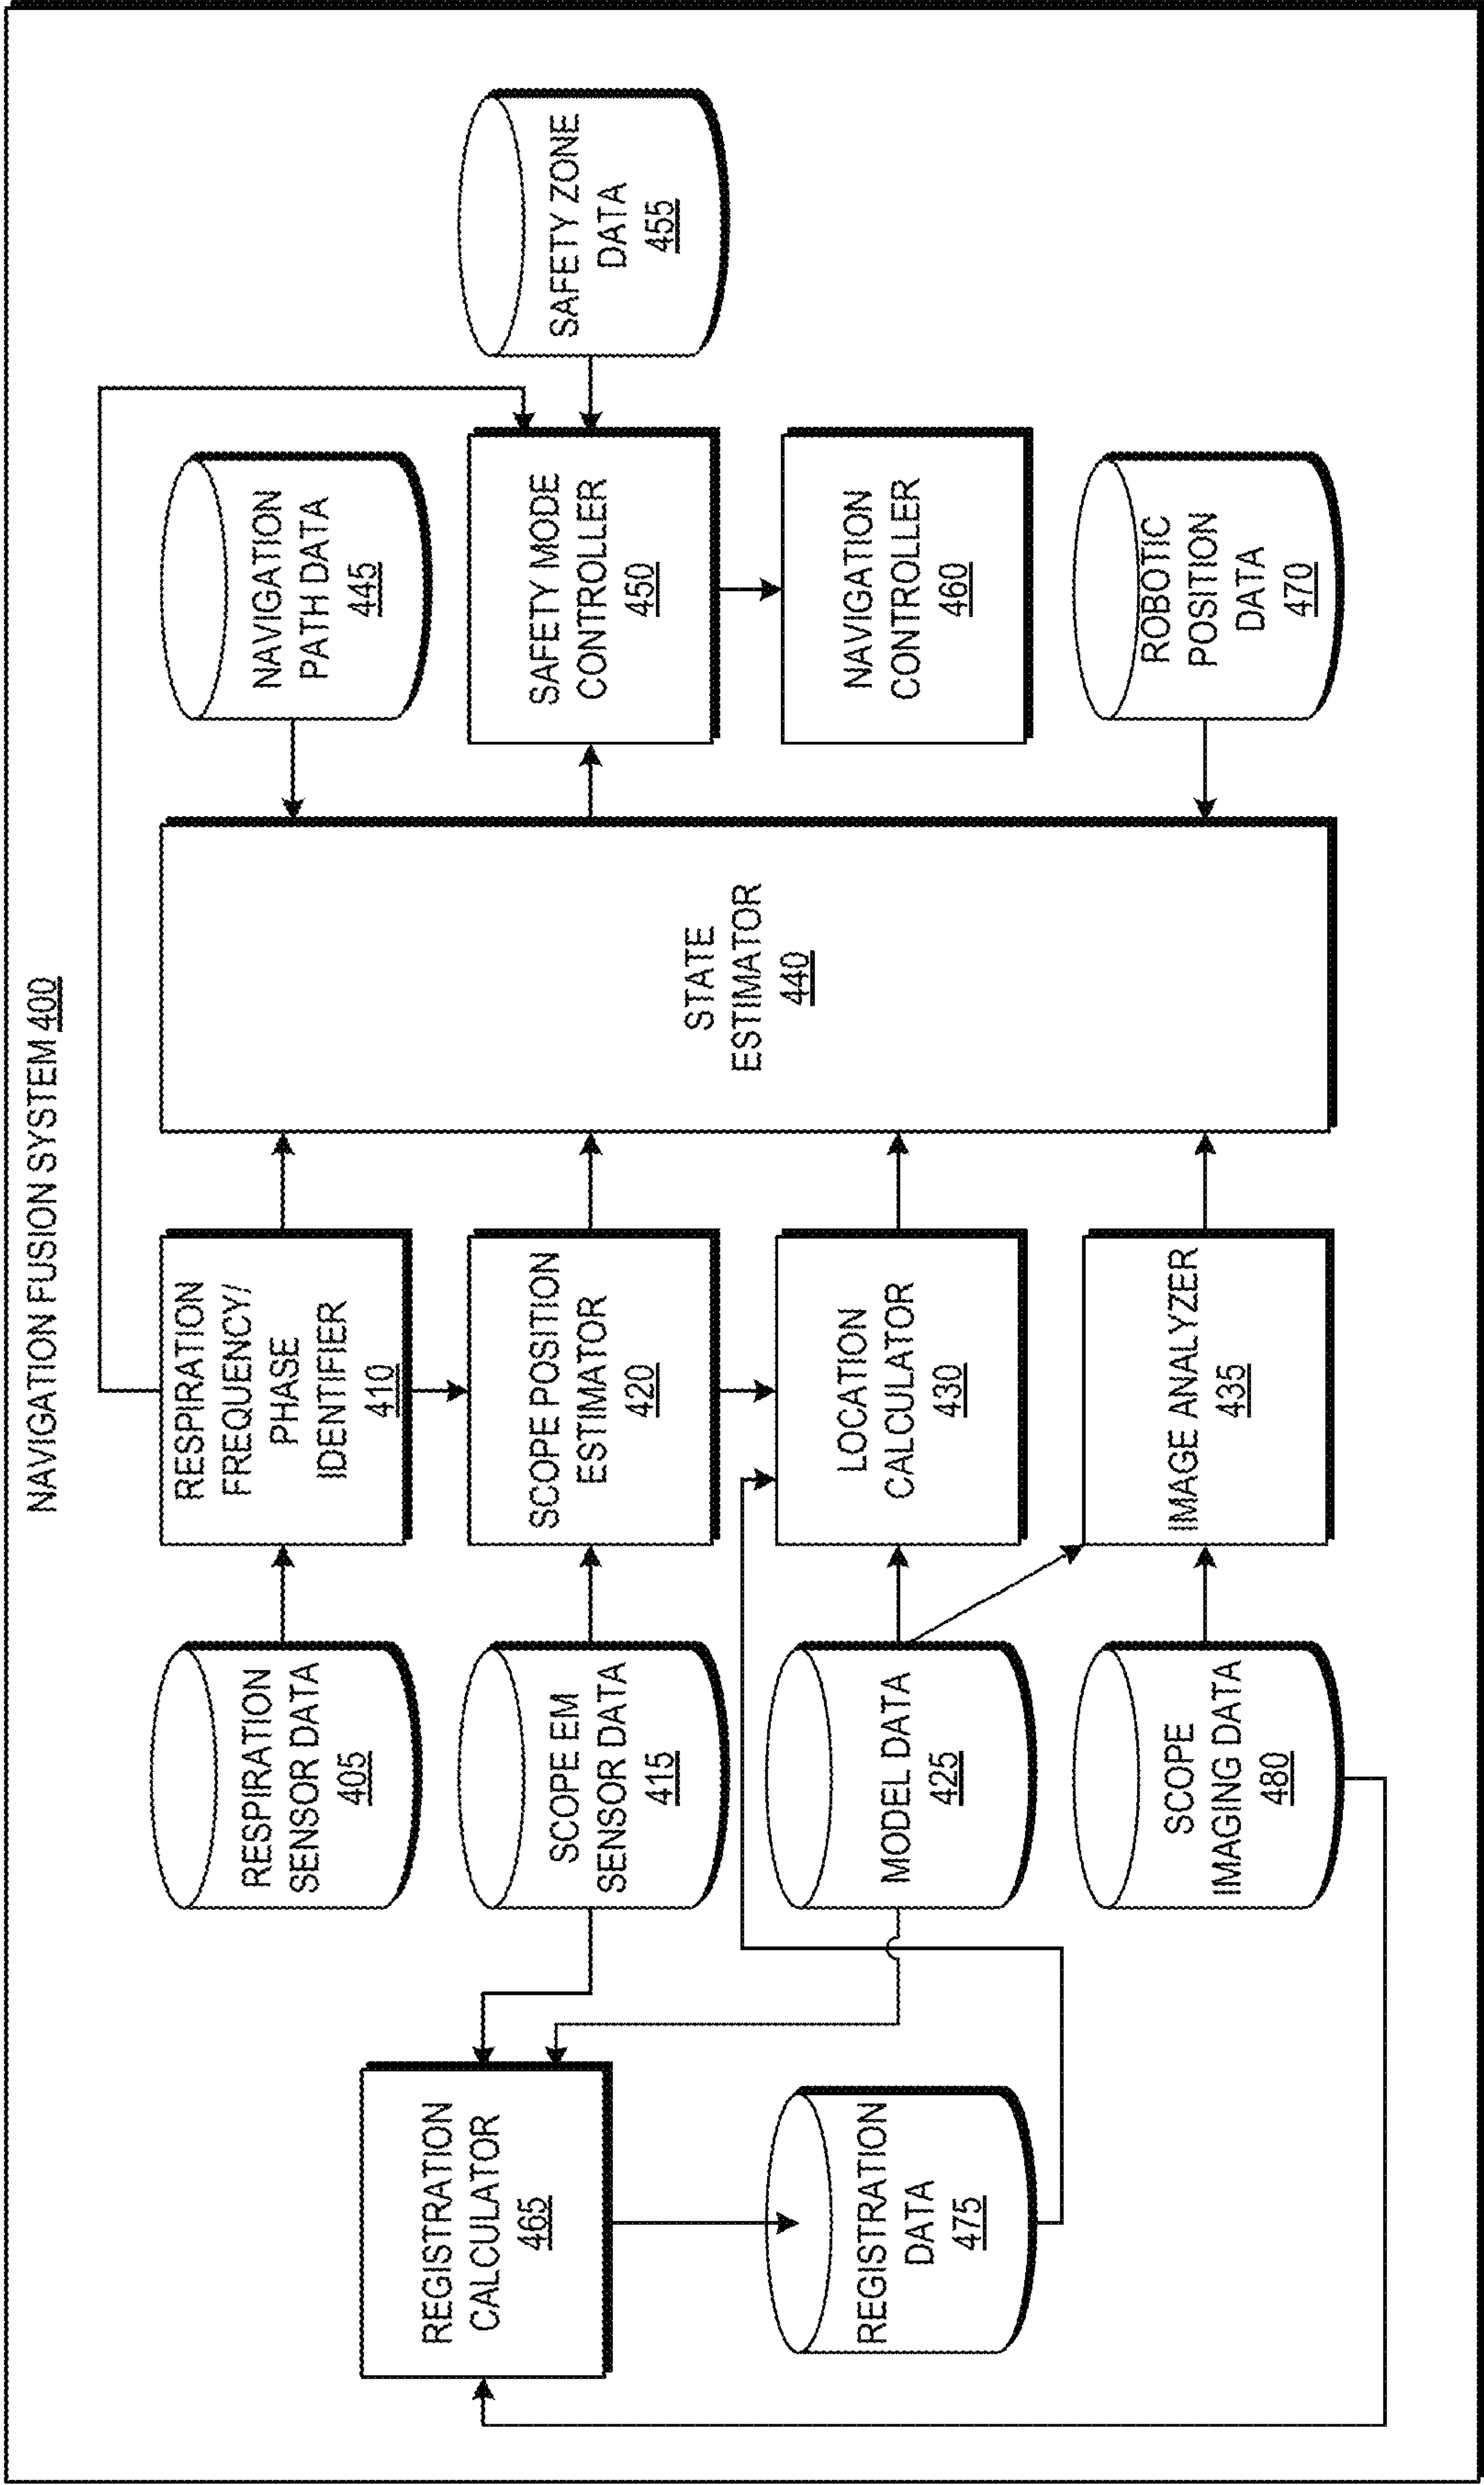 NAVIGATION FUSION SYSTEM 400
RESPIRATION
SENSOR DATA
405
RESPIRATION
FREQUENCY/
PHASE
IDENTIFIER
410
NAVIGATION
PATH DATA
445
REGISTRATION
CALCULATOR
465
SCOPE EM
SENSOR DATA
415
SCOPE POSITION
ESTIMATOR
420
STATE
ESTIMATOR
440
SAFETY MODE
CONTROLLER
450
SAFETY ZONE
DATA
455
REGISTRATION
DATA
475
MODEL DATA
425
LOCATION
CALCULATOR
430
NAVIGATION
CONTROLLER
460
SCOPE
IMAGING DATA
480
IMAGE ANALYZER
435
ROBOTIC
POSITION
DATA
470